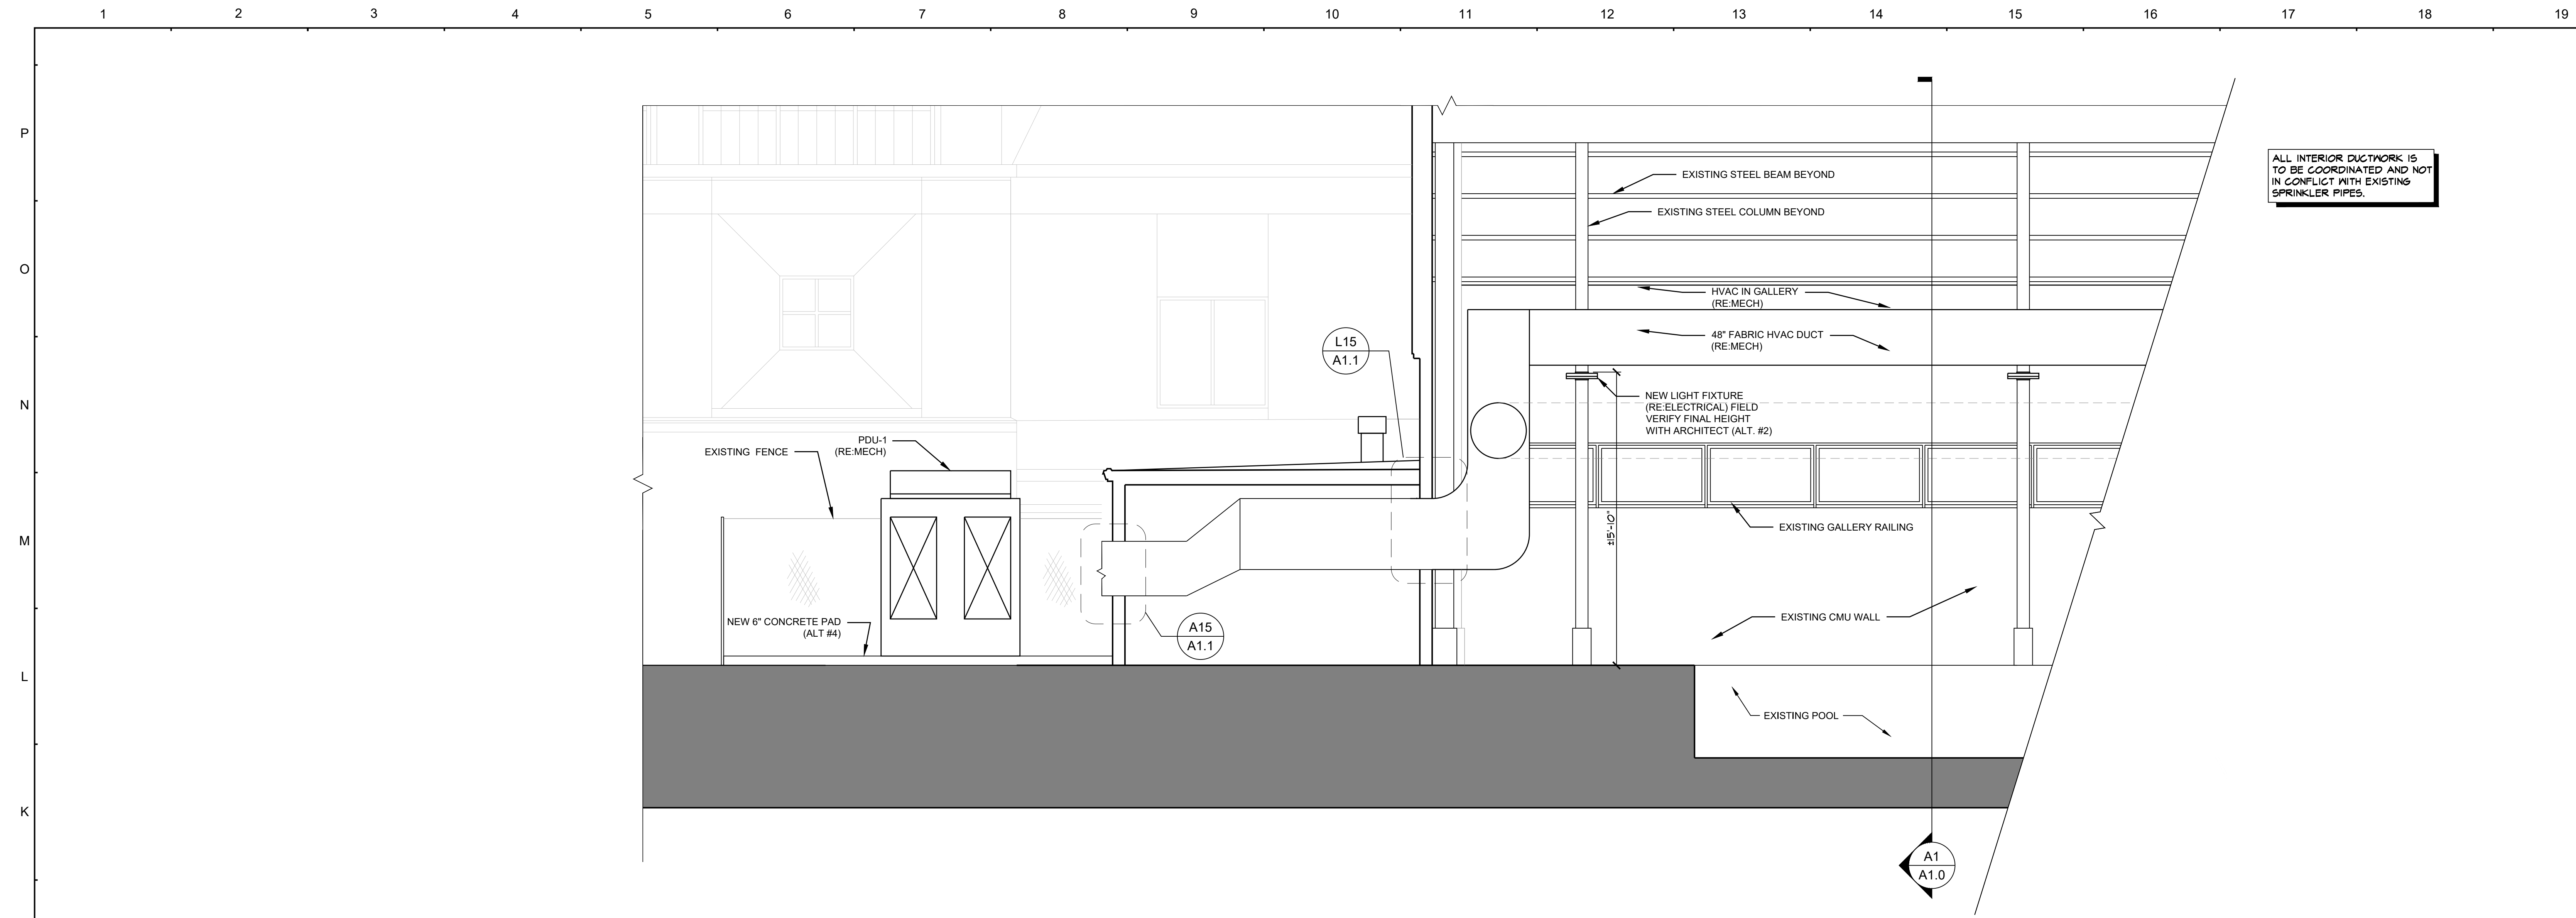 1 2 3 4 5 6 7 8 9 10 11 12 13 14 15 16 17 18 19
P
O
N
M
L
K
ALL INTERIOR DUCTWORK IS
TO BE COORDINATED AND NOT
IN CONFLICT WITH EXISTING
SPRINKLER PIPES.
EXISTING STEEL BEAM BEYOND
EXISTING STEEL COLUMN BEYOND
HVAC IN GALLERY
(RE:MECH)
48" FABRIC HVAC DUCT
(RE:MECH)
L15
A1.1
NEW LIGHT FIXTURE
(RE:ELECTRICAL) FIELD
VERIFY FINAL HEIGHT
WITH ARCHITECT (ALT. #2)
PDU-1
(RE:MECH)
EXISTING FENCE
±15'-10"
EXISTING GALLERY RAILING
NEW 6" CONCRETE PAD
(ALT #4)
A15
A1.1
EXISTING CMU WALL
EXISTING POOL
A1
A1.0